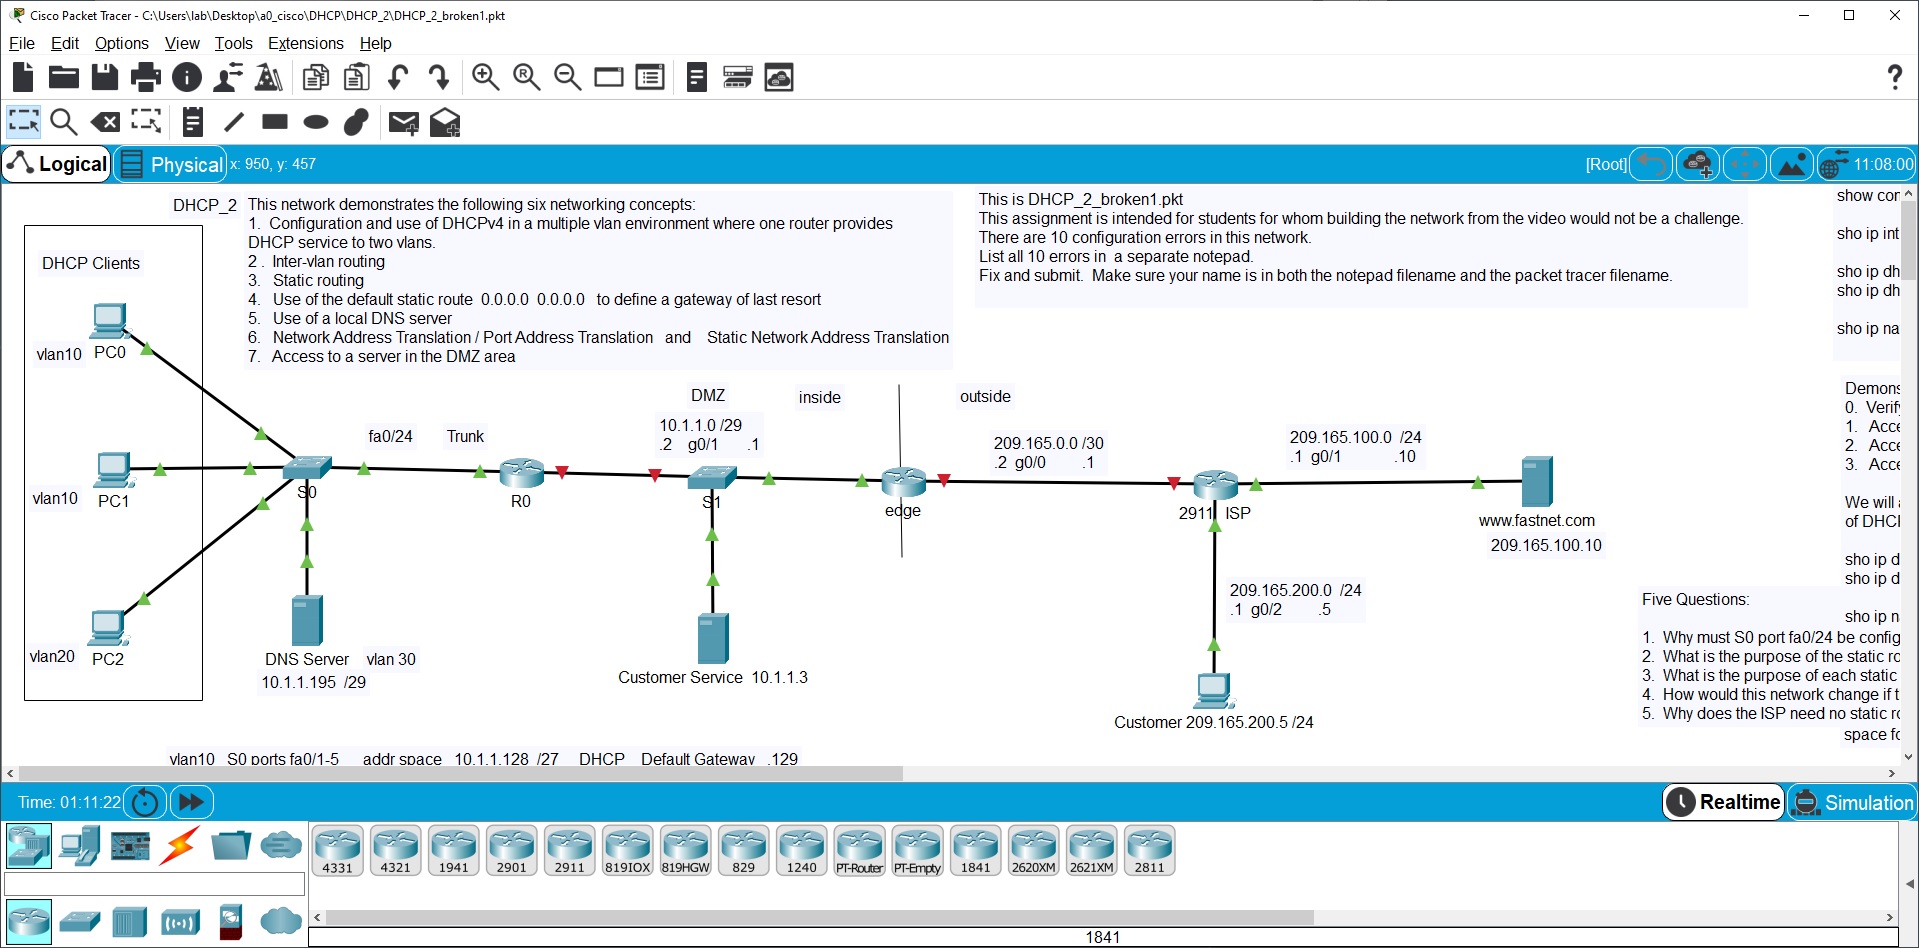 Cisco Packet Tracer - C:\Users\lab\Desktop\a0_cisco\DHCP\DHCP_2\DHCP_2_broken1.pkt
File Edit Options View Tools Extensions Help
Logical Physical x: 950, y: 457 [Root] 11:08:00
DHCP_2
This network demonstrates the following six networking concepts:
1. Configuration and use of DHCPv4 in a multiple vlan environment where one router provides
DHCP service to two vlans.
2 . Inter-vlan routing
3. Static routing
4. Use of the default static route 0.0.0.0 0.0.0.0 to define a gateway of last resort
5. Use of a local DNS server
6. Network Address Translation / Port Address Translation and Static Network Address Translation
7. Access to a server in the DMZ area
This is DHCP_2_broken1.pkt
This assignment is intended for students for whom building the network from the video would not be a challenge.
There are 10 configuration errors in this network.
List all 10 errors in a separate notepad.
Fix and submit. Make sure your name is in both the notepad filename and the packet tracer filename.
show con
sho ip int
sho ip dh
sho ip dh
sho ip na
DHCP Clients
vlan10 PC0
vlan10
PC1
vlan20 PC2
S0
fa0/24 Trunk
R0
DNS Server vlan 30
10.1.1.195 /29
DMZ
10.1.1.0 /29
.2 g0/1 .1
S1
Customer Service 10.1.1.3
inside
outside
edge
209.165.0.0 /30
.2 g0/0 .1
2911 ISP
209.165.100.0 /24
.1 g0/1 .10
www.fastnet.com
209.165.100.10
209.165.200.0 /24
.1 g0/2 .5
Customer 209.165.200.5 /24
Demons
0. Verify
1. Acce
2. Acce
3. Acce
We will
of DHCI
sho ip d
sho ip d
sho ip n
Five Questions:
1. Why must S0 port fa0/24 be config
2. What is the purpose of the static ro
3. What is the purpose of each static
4. How would this network change if t
5. Why does the ISP need no static ro
space fo
vlan10 S0 ports fa0/1-5 addr space 10.1.1.128 /27 DHCP Default Gateway .129
Time: 01:11:22
Realtime Simulation
4331 4321 1941 2901 2911 819IOX 819HGW 829 1240 PT-Router PT-Empty 1841 2620XM 2621XM 2811
1841